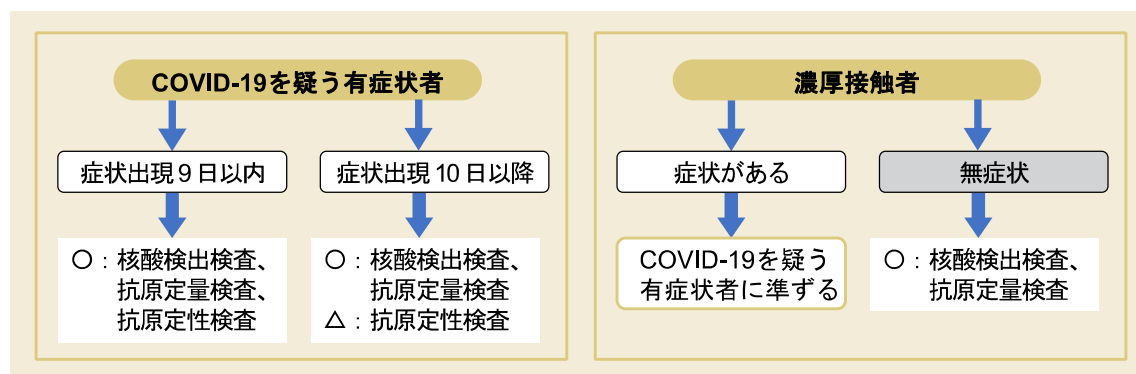 COVID-19を疑う有症状者
症状出現9日以内
○：核酸検出検査、
抗原定量検査、
抗原定性検査
症状出現10日以降
○：核酸検出検査、
抗原定量検査
△：抗原定性検査
濃厚接触者
症状がある
COVID-19を疑う
有症状者に準ずる
無症状
○：核酸検出検査、
抗原定量検査